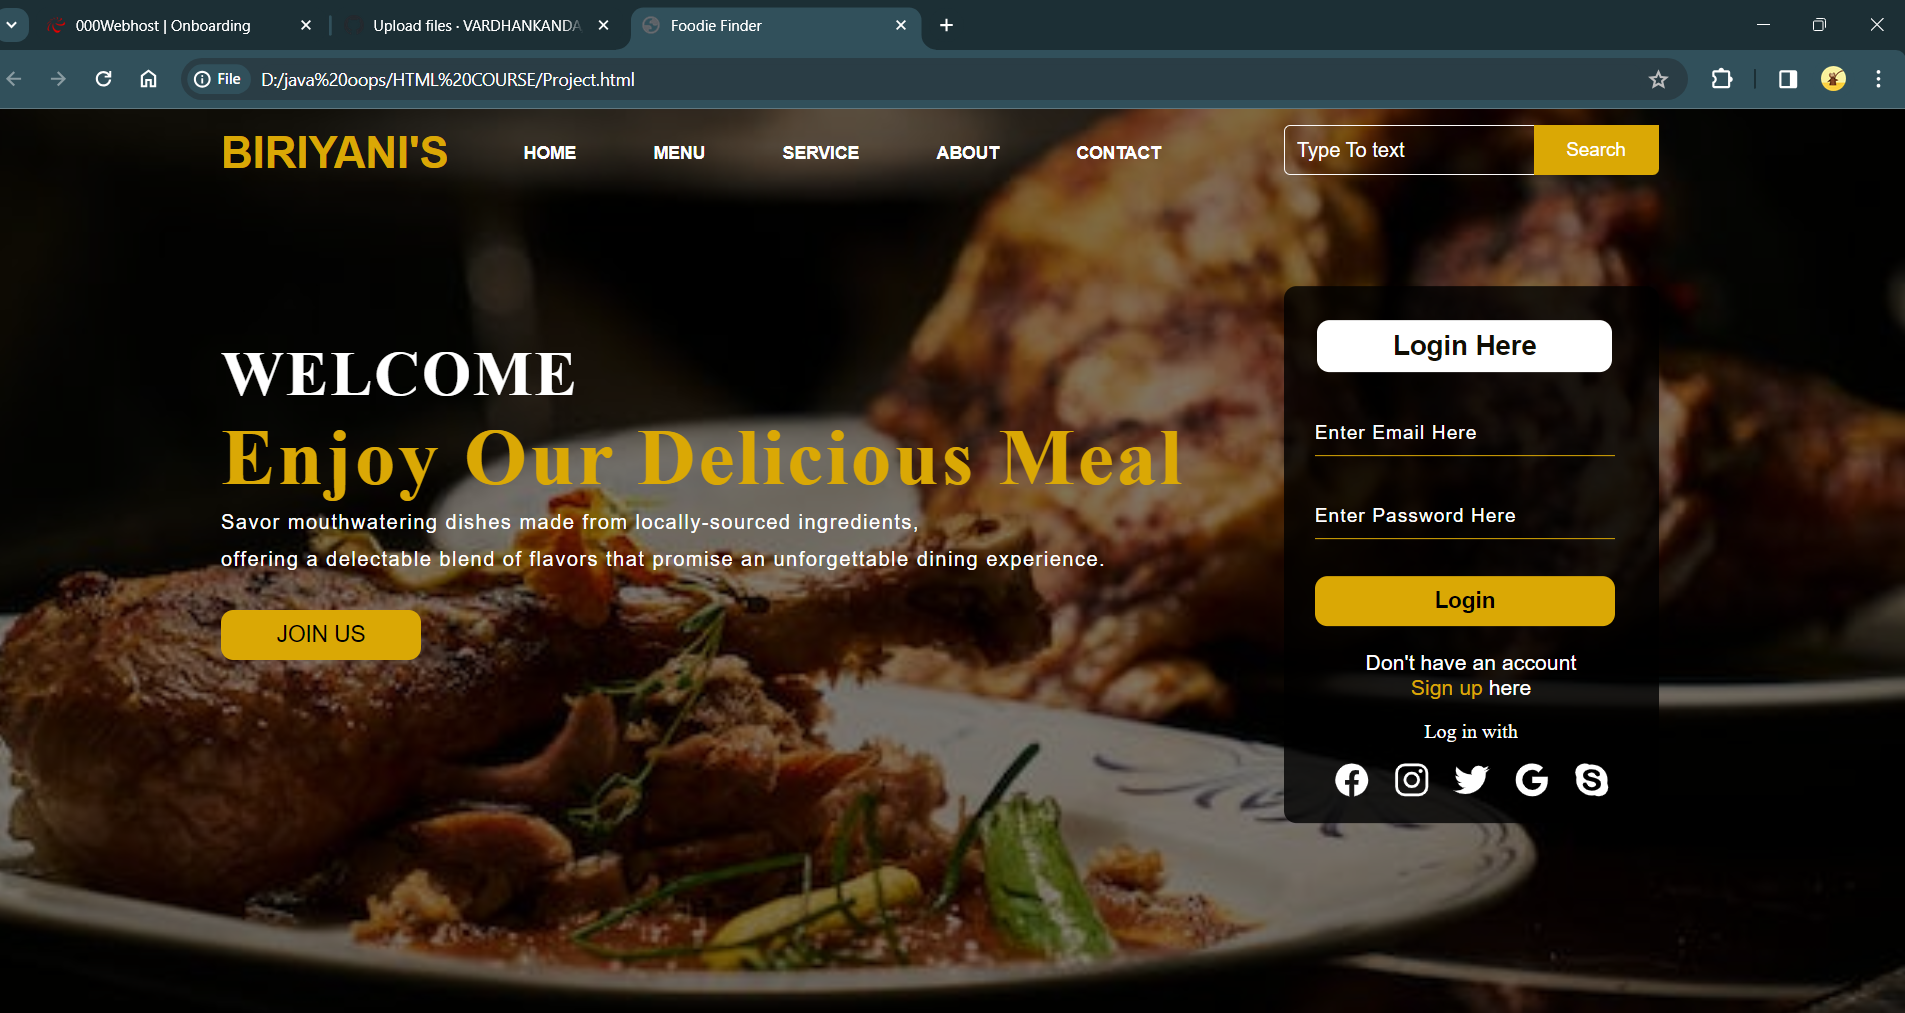 000Webhost | Onboarding
Upload files · VARDHANKANDA
Foodie Finder
File
D:/java%20oops/HTML%20COURSE/Project.html
BIRIYANI'S
HOME
MENU
SERVICE
ABOUT
CONTACT
Type To text
Search
WELCOME
Enjoy Our Delicious Meal
Savor mouthwatering dishes made from locally-sourced ingredients,
offering a delectable blend of flavors that promise an unforgettable dining experience.
JOIN US
Login Here
Enter Email Here
Enter Password Here
Login
Don't have an account
Sign up here
Log in with